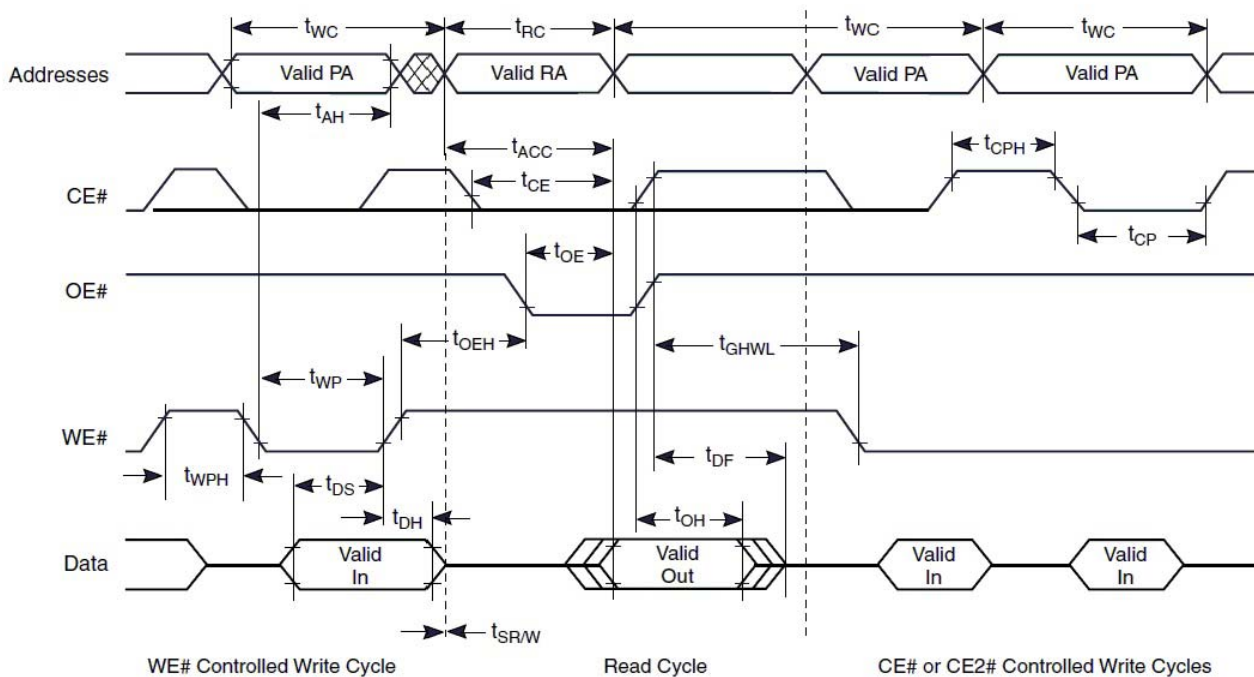 tWC tRC tWC tWC
Addresses Valid PA Valid RA Valid PA Valid PA
tAH
tACC
tCPH
CE# tCE
tOE tCP
OE#
tOEH tGHWL
tWP
WE#
tWPH tDF
tDS
tDH tOH
Data Valid In Valid Out Valid In Valid In
tSR/W
WE# Controlled Write Cycle Read Cycle CE# or CE2# Controlled Write Cycles